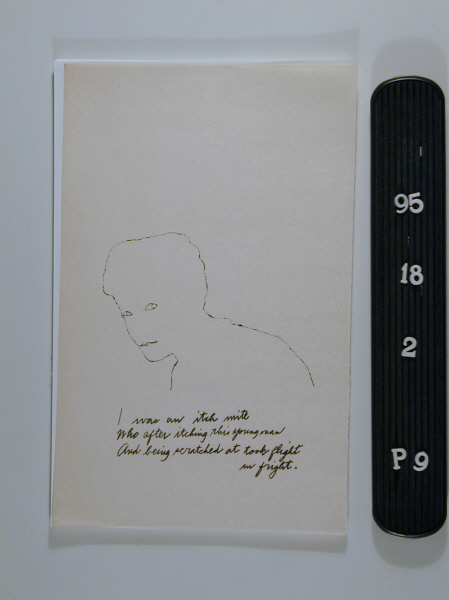 I was an itch mite
Who after itching this young man
And being scratched at took flight
in fright.
95
18
2
P 9